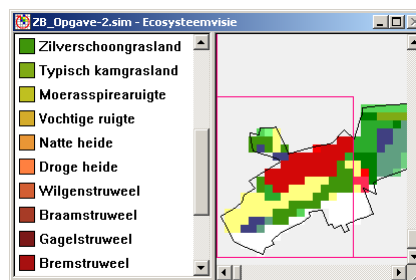 ZB_Opgave-2.sim - Ecosysteemvisie
Zilverschoongrasland
Typisch kamgrasland
Moerasspirearuigte
Vochtige ruigte
Natte heide
Droge heide
Wilgenstruweel
Braamstruweel
Gagelstruweel
Bremstruweel